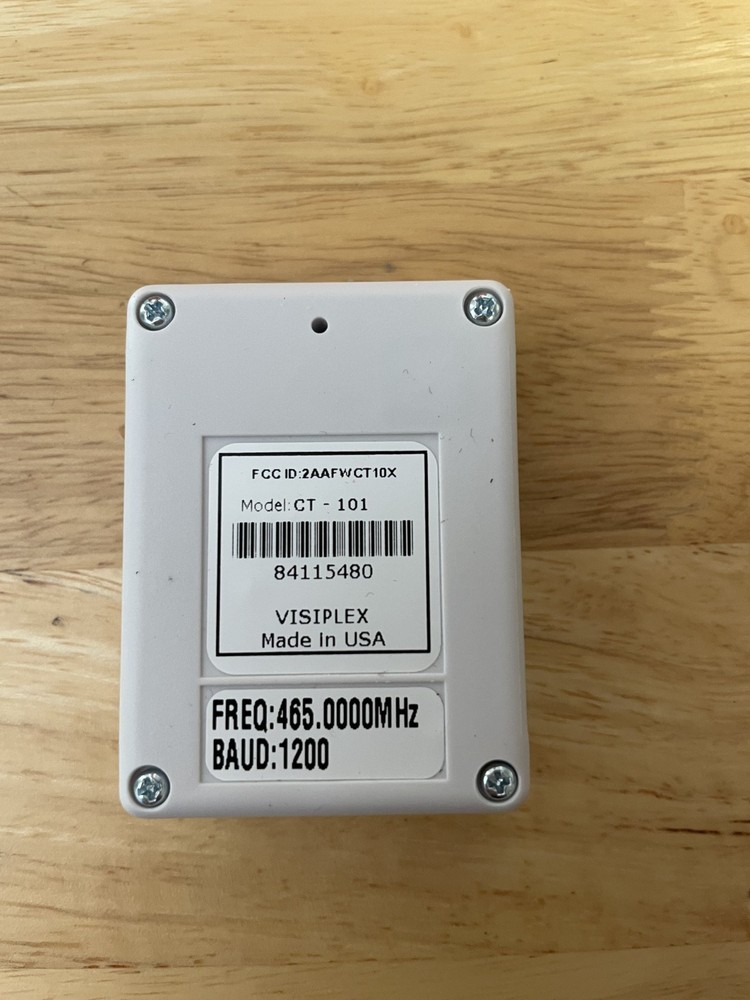 FCC ID:2AAFWCT10X
Model:CT - 101
84115480
VISIPLEX
Made In USA
FREQ:465.0000MHz
BAUD:1200